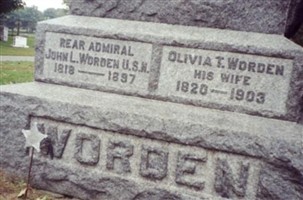 REAR ADMIRAL
JOHN L. WORDEN U.S.N.
1818 — 1897
OLIVIA T. WORDEN
HIS WIFE
1820 — 1903
WORDEN